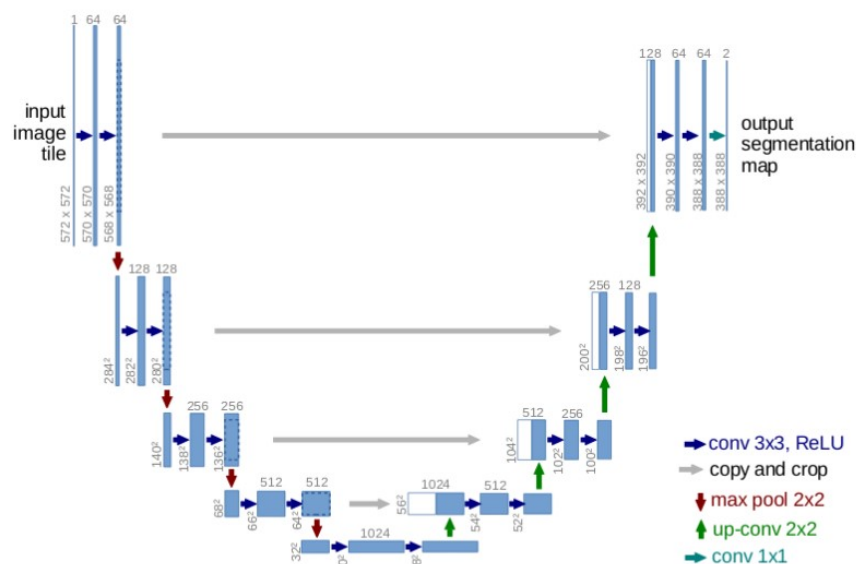 1
64
64
input
image
tile
572 x 572
570 x 570
568 x 568
128
64
64
2
output
segmentation
map
392 x 392
390 x 390
388 x 388
388 x 388
128
128
284²
282²
280²
256
128
200²
198²
196²
256
256
140²
138²
136²
512
256
104²
102²
100²
512
512
68²
66²
64²
1024
512
56²
54²
52²
1024
32²
conv 3x3, ReLU
copy and crop
max pool 2x2
up-conv 2x2
conv 1x1